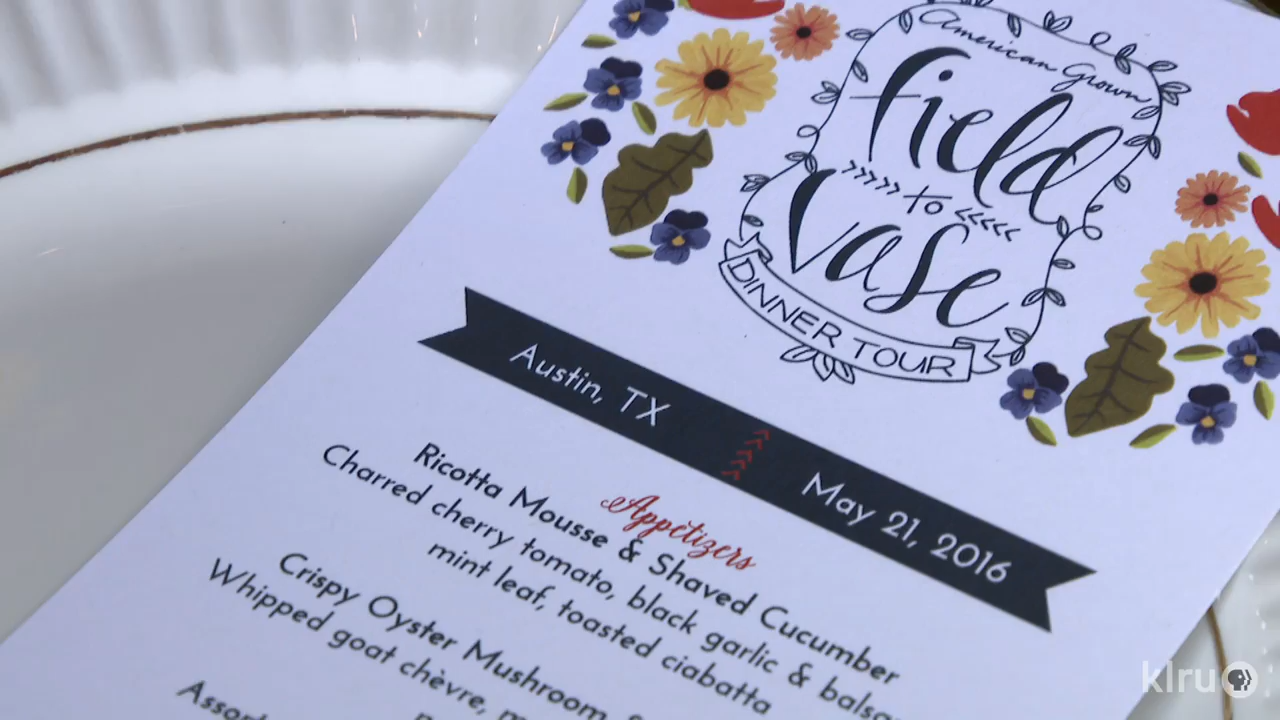 American Grown
field
to
Vase
DINNER TOUR
Austin, TX
May 21, 2016
Appetizers
Ricotta Mousse & Shaved Cucumber
Charred cherry tomato, black garlic &
mint leaf, toasted ciabatta
Crispy Oyster Mushroom
Whipped goat chèvre,
klru